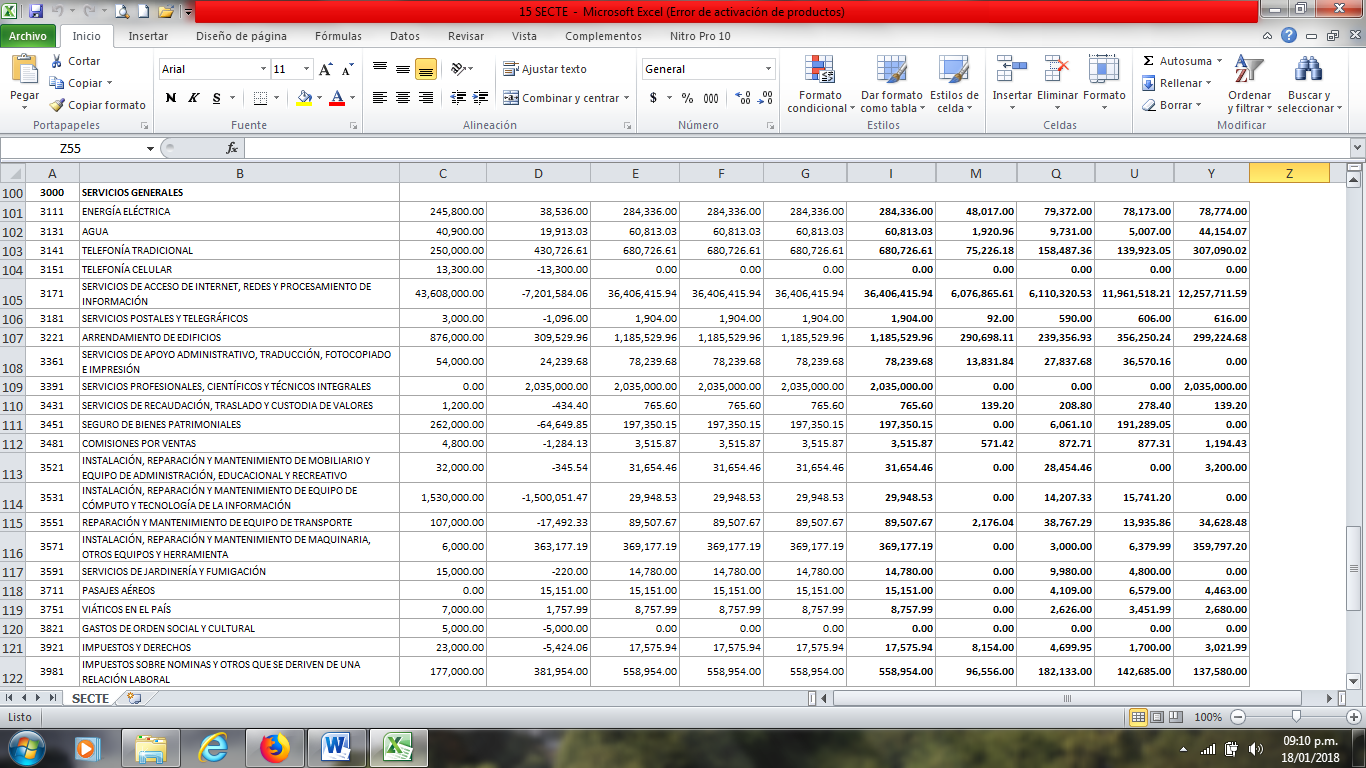 15 SECTE - Microsoft Excel (Error de activación de productos)
Archivo Inicio Insertar Diseño de página Fórmulas Datos Revisar Vista Complementos Nitro Pro 10
Pegar
Cortar
Copiar
Copiar formato
Portapapeles
Arial 11
N K S
Fuente
Ajustar texto
Combinar y centrar
Alineación
General
$ % 000
Número
Formato condicional
Dar formato como tabla
Estilos de celda
Estilos
Insertar Eliminar Formato
Celdas
Autosuma
Rellenar
Borrar
Ordenar y filtrar
Buscar y seleccionar
Modificar
Z55 fx
A B C D E F G I M Q U Y Z
100 3000 SERVICIOS GENERALES
101 3111 ENERGÍA ELÉCTRICA 245,800.00 38,536.00 284,336.00 284,336.00 284,336.00 284,336.00 48,017.00 79,372.00 78,173.00 78,774.00
102 3131 AGUA 40,900.00 19,913.03 60,813.03 60,813.03 60,813.03 60,813.03 1,920.96 9,731.00 5,007.00 44,154.07
103 3141 TELEFONÍA TRADICIONAL 250,000.00 430,726.61 680,726.61 680,726.61 680,726.61 680,726.61 75,226.18 158,487.36 139,923.05 307,090.02
104 3151 TELEFONÍA CELULAR 13,300.00 -13,300.00 0.00 0.00 0.00 0.00 0.00 0.00 0.00 0.00
105 3171 SERVICIOS DE ACCESO DE INTERNET, REDES Y PROCESAMIENTO DE
INFORMACIÓN 43,608,000.00 -7,201,584.06 36,406,415.94 36,406,415.94 36,406,415.94 36,406,415.94 6,076,865.61 6,110,320.53 11,961,518.21 12,257,711.59
106 3181 SERVICIOS POSTALES Y TELEGRÁFICOS 3,000.00 -1,096.00 1,904.00 1,904.00 1,904.00 1,904.00 92.00 590.00 606.00 616.00
107 3221 ARRENDAMIENTO DE EDIFICIOS 876,000.00 309,529.96 1,185,529.96 1,185,529.96 1,185,529.96 1,185,529.96 290,698.11 239,356.93 356,250.24 299,224.68
108 3361 SERVICIOS DE APOYO ADMINISTRATIVO, TRADUCCIÓN, FOTOCOPIADO
E IMPRESIÓN 54,000.00 24,239.68 78,239.68 78,239.68 78,239.68 78,239.68 13,831.84 27,837.68 36,570.16 0.00
109 3391 SERVICIOS PROFESIONALES, CIENTÍFICOS Y TÉCNICOS INTEGRALES 0.00 2,035,000.00 2,035,000.00 2,035,000.00 2,035,000.00 2,035,000.00 0.00 0.00 0.00 2,035,000.00
110 3431 SERVICIOS DE RECAUDACIÓN, TRASLADO Y CUSTODIA DE VALORES 1,200.00 -434.40 765.60 765.60 765.60 765.60 139.20 208.80 278.40 139.20
111 3451 SEGURO DE BIENES PATRIMONIALES 262,000.00 -64,649.85 197,350.15 197,350.15 197,350.15 197,350.15 0.00 6,061.10 191,289.05 0.00
112 3481 COMISIONES POR VENTAS 4,800.00 -1,284.13 3,515.87 3,515.87 3,515.87 3,515.87 571.42 872.71 877.31 1,194.43
113 3521 INSTALACIÓN, REPARACIÓN Y MANTENIMIENTO DE MOBILIARIO Y
EQUIPO DE ADMINISTRACIÓN, EDUCACIONAL Y RECREATIVO 32,000.00 -345.54 31,654.46 31,654.46 31,654.46 31,654.46 0.00 28,454.46 0.00 3,200.00
114 3531 INSTALACIÓN, REPARACIÓN Y MANTENIMIENTO DE EQUIPO DE
CÓMPUTO Y TECNOLOGÍA DE LA INFORMACIÓN 1,530,000.00 -1,500,051.47 29,948.53 29,948.53 29,948.53 29,948.53 0.00 14,207.33 15,741.20 0.00
115 3551 REPARACIÓN Y MANTENIMIENTO DE EQUIPO DE TRANSPORTE 107,000.00 -17,492.33 89,507.67 89,507.67 89,507.67 89,507.67 2,176.04 38,767.29 13,935.86 34,628.48
116 3571 INSTALACIÓN, REPARACIÓN Y MANTENIMIENTO DE MAQUINARIA,
OTROS EQUIPOS Y HERRAMIENTA 6,000.00 363,177.19 369,177.19 369,177.19 369,177.19 369,177.19 0.00 3,000.00 6,379.99 359,797.20
117 3591 SERVICIOS DE JARDINERÍA Y FUMIGACIÓN 15,000.00 -220.00 14,780.00 14,780.00 14,780.00 14,780.00 0.00 9,980.00 4,800.00 0.00
118 3711 PASAJES AÉREOS 0.00 15,151.00 15,151.00 15,151.00 15,151.00 15,151.00 0.00 4,109.00 6,579.00 4,463.00
119 3751 VIÁTICOS EN EL PAÍS 7,000.00 1,757.99 8,757.99 8,757.99 8,757.99 8,757.99 0.00 2,626.00 3,451.99 2,680.00
120 3821 GASTOS DE ORDEN SOCIAL Y CULTURAL 5,000.00 -5,000.00 0.00 0.00 0.00 0.00 0.00 0.00 0.00 0.00
121 3921 IMPUESTOS Y DERECHOS 23,000.00 -5,424.06 17,575.94 17,575.94 17,575.94 17,575.94 8,154.00 4,699.95 1,700.00 3,021.99
122 3981 IMPUESTOS SOBRE NOMINAS Y OTROS QUE SE DERIVEN DE UNA
RELACIÓN LABORAL 177,000.00 381,954.00 558,954.00 558,954.00 558,954.00 558,954.00 96,556.00 182,133.00 142,685.00 137,580.00
SECTE
Listo 100%
09:10 p.m.
18/01/2018